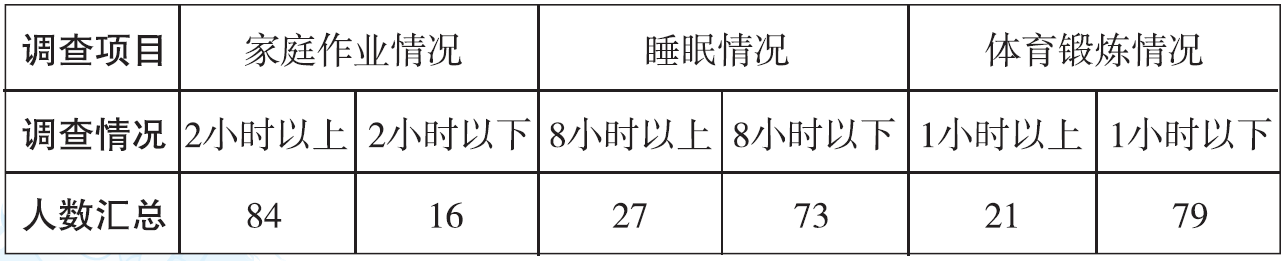 调查项目 家庭作业情况 睡眠情况 体育锻炼情况
调查情况 2小时以上 2小时以下 8小时以上 8小时以下 1小时以上 1小时以下
人数汇总 84 16 27 73 21 79